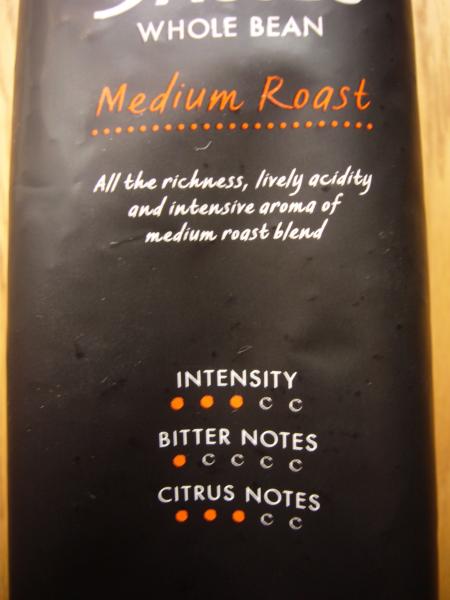 WHOLE BEAN
Medium Roast
All the richness, lively acidity
and intensive aroma of
medium roast blend
INTENSITY
BITTER NOTES
CITRUS NOTES